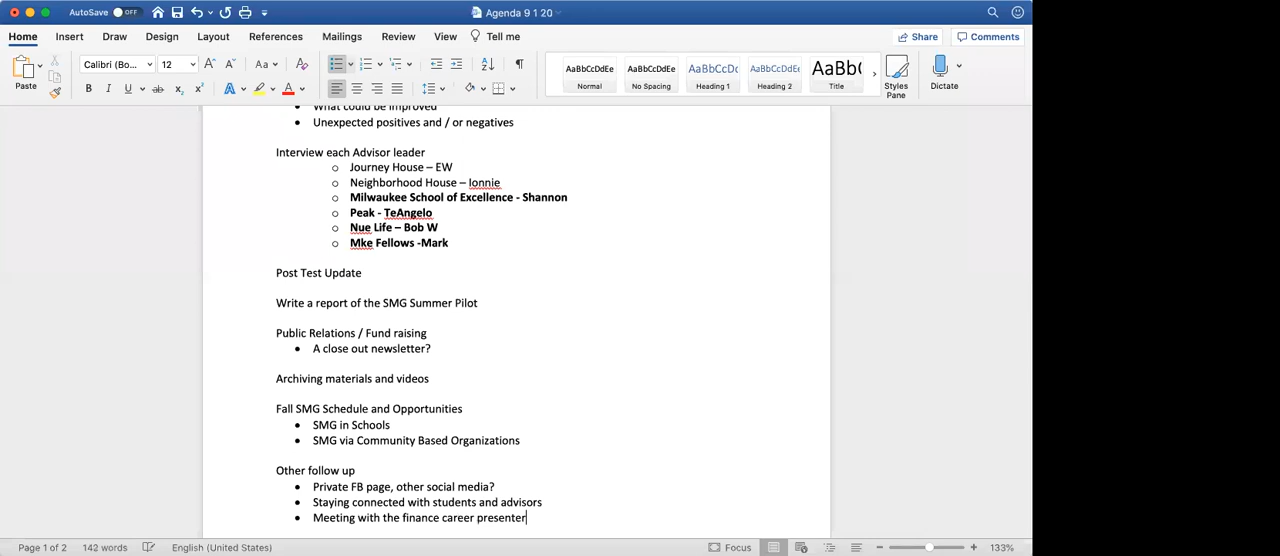 AutoSave OFF Agenda 9 1 20
Home Insert Draw Design Layout References Mailings Review View Tell me Share Comments
Paste Calibri (Bo... 12 Aa AaBbCcDdEe AaBbCcDdEe AaBbCcDc AaBbCcDdEe AaBbC Styles Pane Dictate
Normal No Spacing Heading 1 Heading 2 Title
What could be improved
• Unexpected positives and / or negatives
Interview each Advisor leader
o Journey House – EW
o Neighborhood House – lonnie
o Milwaukee School of Excellence - Shannon
o Peak - TeAngelo
o Nue Life – Bob W
o Mke Fellows -Mark
Post Test Update
Write a report of the SMG Summer Pilot
Public Relations / Fund raising
• A close out newsletter?
Archiving materials and videos
Fall SMG Schedule and Opportunities
• SMG in Schools
• SMG via Community Based Organizations
Other follow up
• Private FB page, other social media?
• Staying connected with students and advisors
• Meeting with the finance career presenter
Page 1 of 2 142 words English (United States) Focus 133%